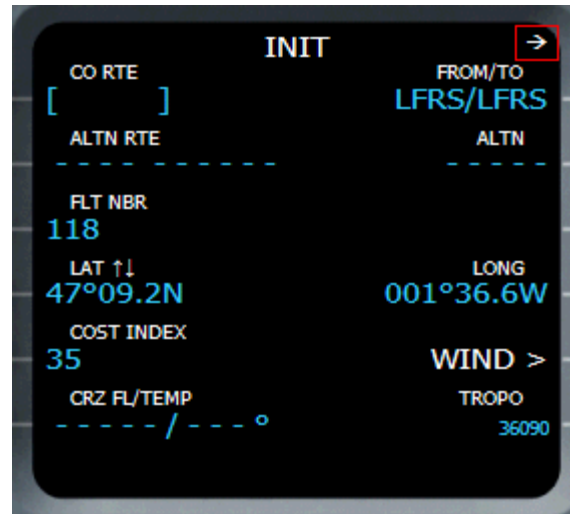 INIT →
CO RTE FROM/TO
[ ] LFRS/LFRS
ALTN RTE ALTN
- - - - - - - - - - - - - - -
FLT NBR
118
LAT ↑↓ LONG
47°09.2N 001°36.6W
COST INDEX
35 WIND >
CRZ FL/TEMP TROPO
- - - - - / - - - ° 36090